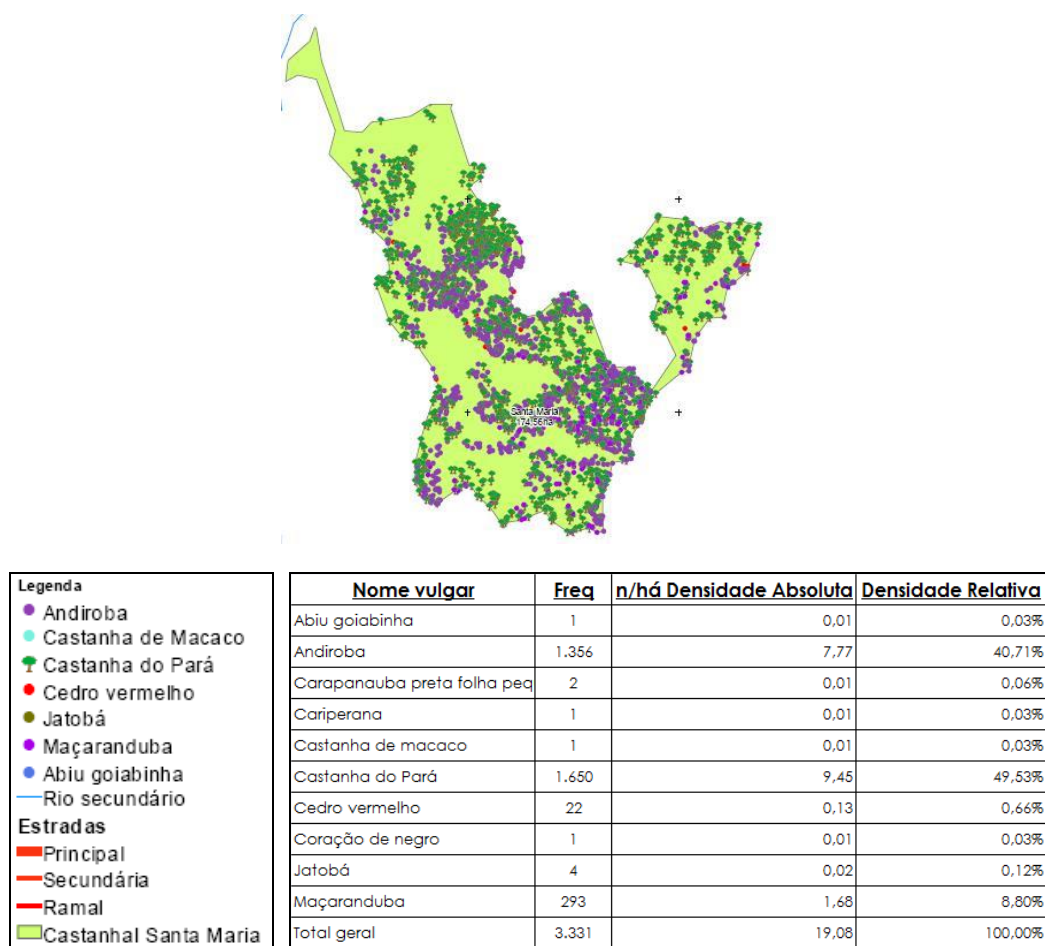 Santa Maria
174.56ha
Legenda
Andiroba
Castanha de Macaco
Castanha do Pará
Cedro vermelho
Jatobá
Maçaranduba
Abiu goiabinha
Rio secundário
Estradas
Principal
Secundária
Ramal
Castanhal Santa Maria
Nome vulgar Freq n/há Densidade Absoluta Densidade Relativa
Abiu goiabinha 1 0,01 0,03%
Andiroba 1.356 7,77 40,71%
Carapanauba preta folha peq 2 0,01 0,06%
Cariperana 1 0,01 0,03%
Castanha de macaco 1 0,01 0,03%
Castanha do Pará 1.650 9,45 49,53%
Cedro vermelho 22 0,13 0,66%
Coração de negro 1 0,01 0,03%
Jatobá 4 0,02 0,12%
Maçaranduba 293 1,68 8,80%
Total geral 3.331 19,08 100,00%